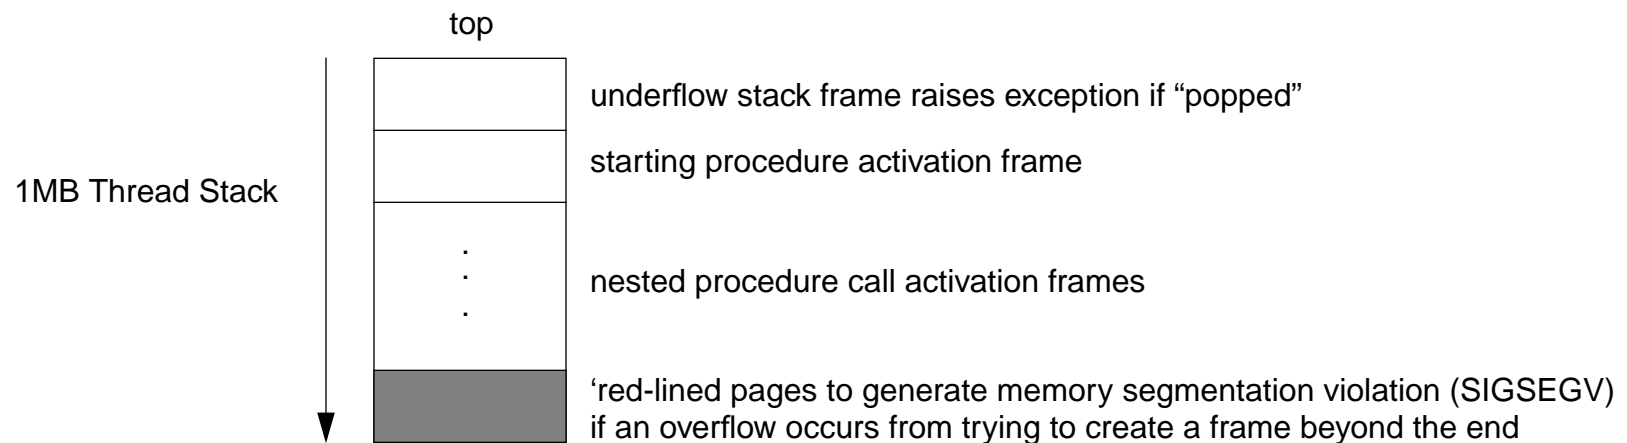 top
underflow stack frame raises exception if “popped”
starting procedure activation frame
1MB Thread Stack
.
.
.
nested procedure call activation frames
‘red-lined pages to generate memory segmentation violation (SIGSEGV)
if an overflow occurs from trying to create a frame beyond the end